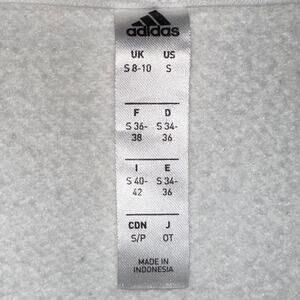 adidas
UK US
S 8-10 S
F D
S 36- S 34-
38 36
I E
S 40- S 34-
42 36
CDN J
S/P OT
MADE IN
INDONESIA